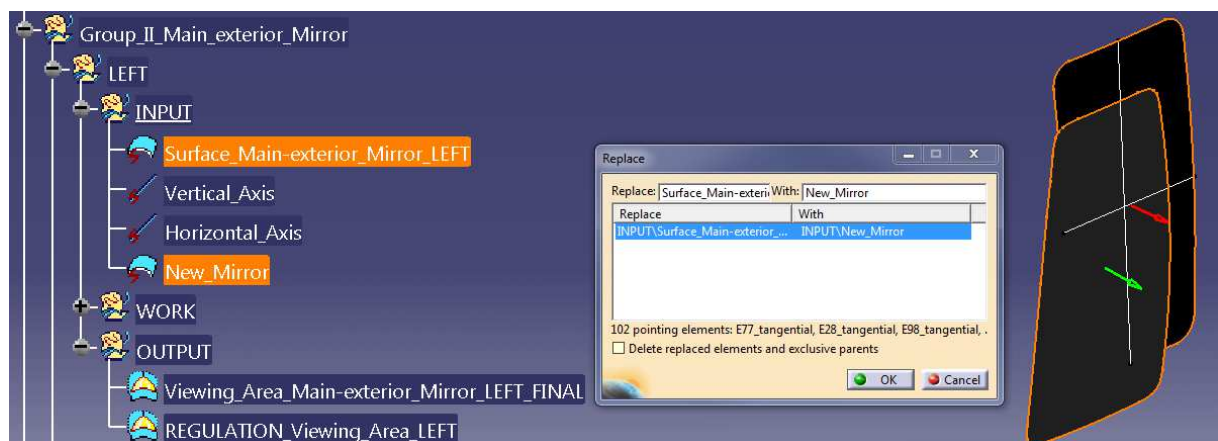 Group_II_Main_exterior_Mirror
LEFT
INPUT
Surface_Main-exterior_Mirror_LEFT
Vertical_Axis
Horizontal_Axis
New_Mirror
WORK
OUTPUT
Viewing_Area_Main-exterior_Mirror_LEFT_FINAL
REGULATION_Viewing_Area_LEFT
Replace
Replace: Surface_Main-exteri With: New_Mirror
Replace With
INPUT\Surface_Main-exterior_... INPUT\New_Mirror
102 pointing elements: E77_tangential, E28_tangential, E98_tangential, .
Delete replaced elements and exclusive parents
OK Cancel